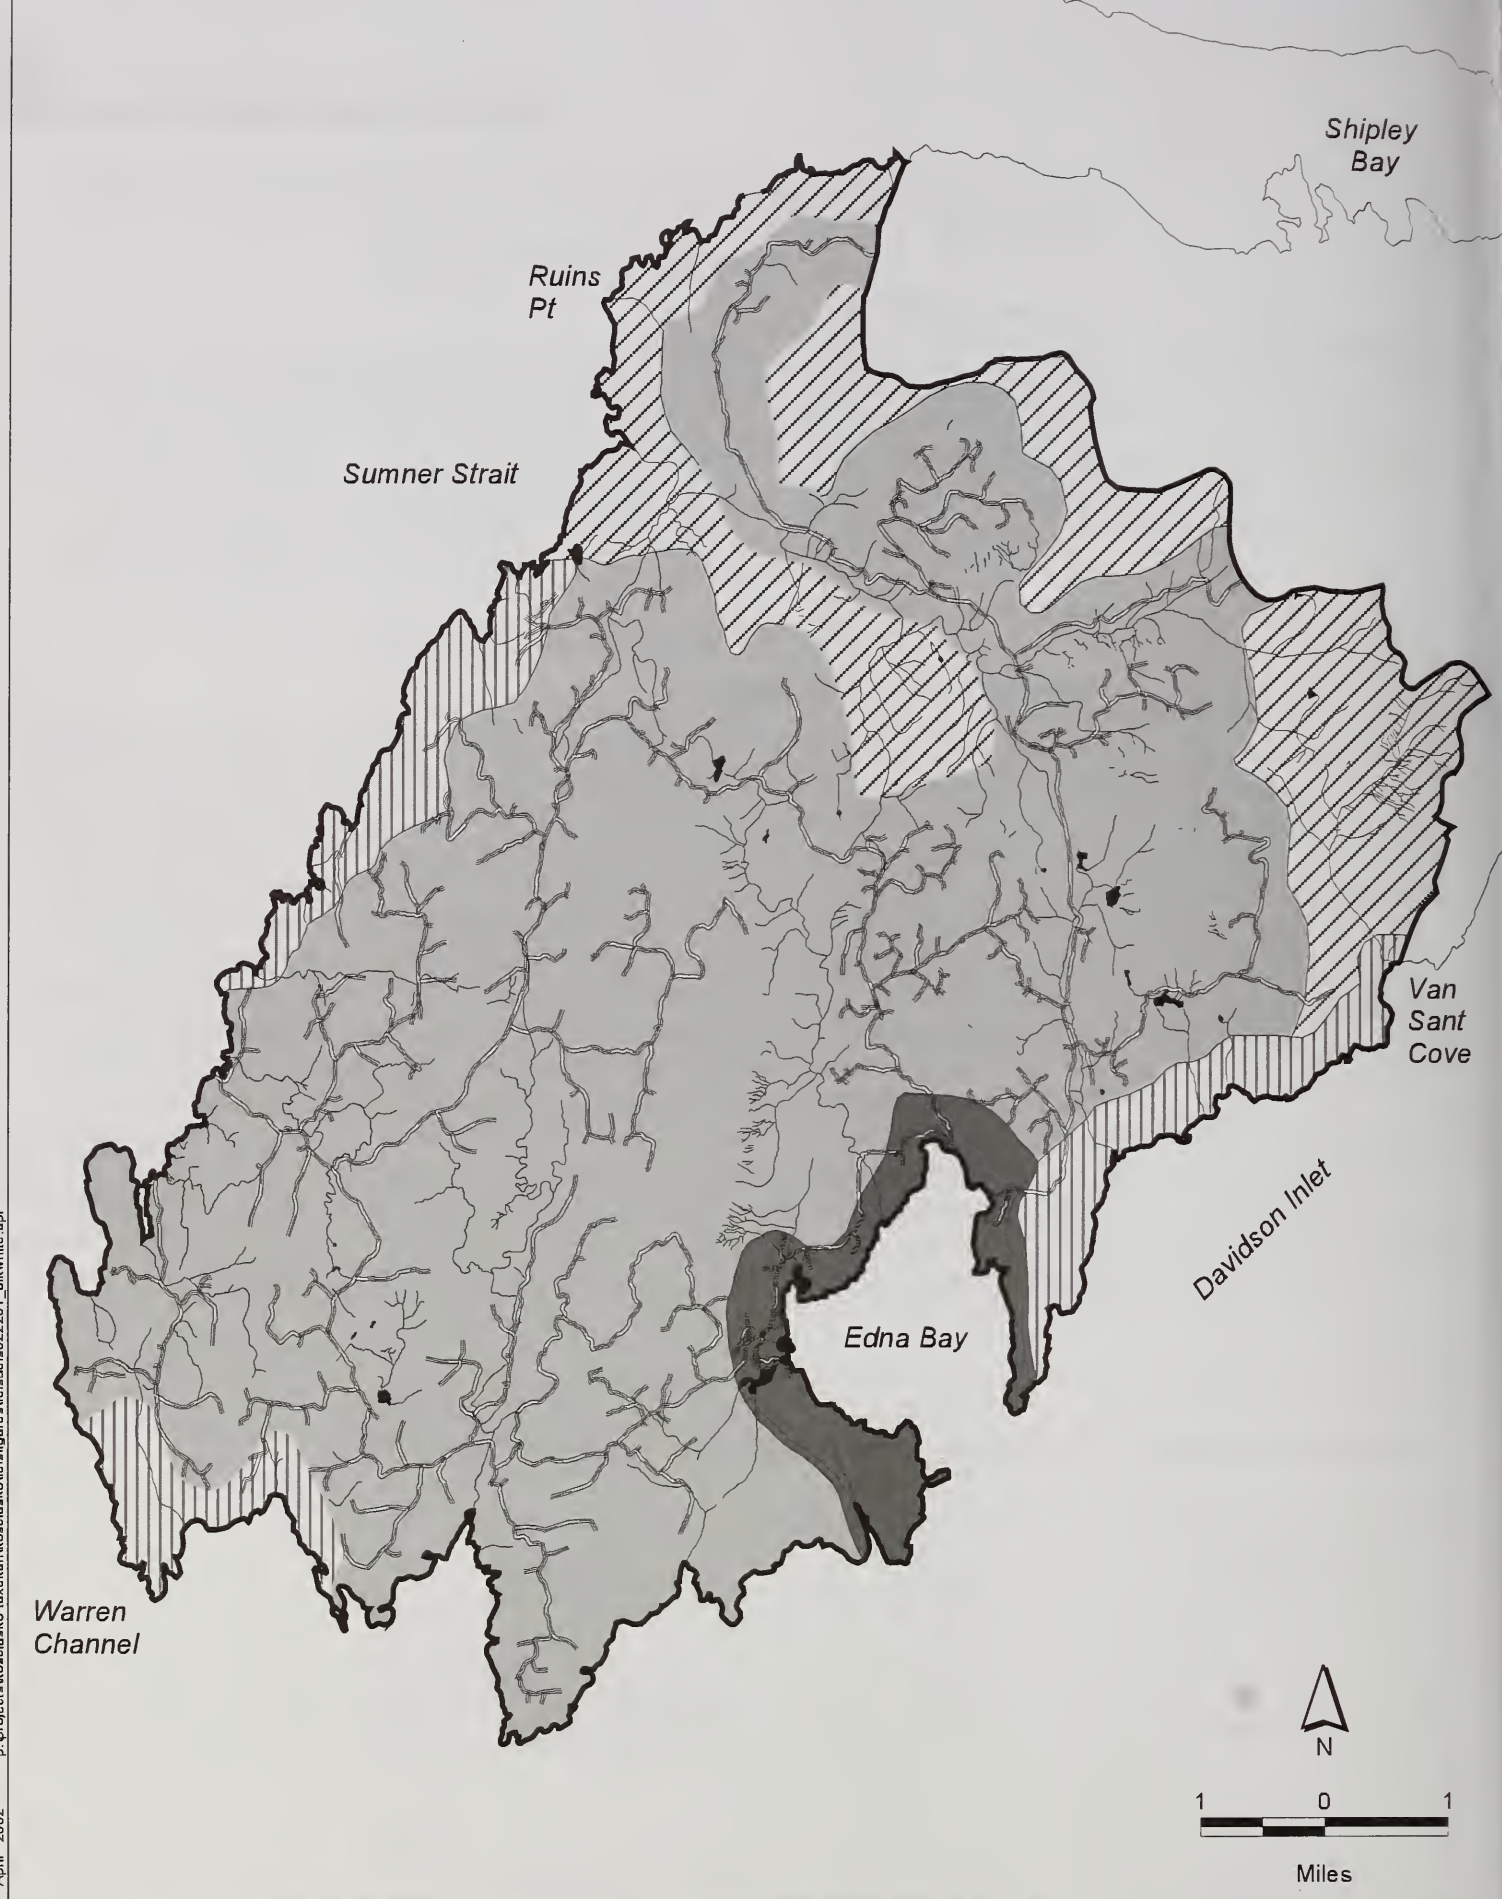 Shipley
Bay
Ruins
Pt
Sumner Strait
Van
Sant
Cove
Davidson Inlet
Edna Bay
Warren
Channel
N
1 0 1
Miles